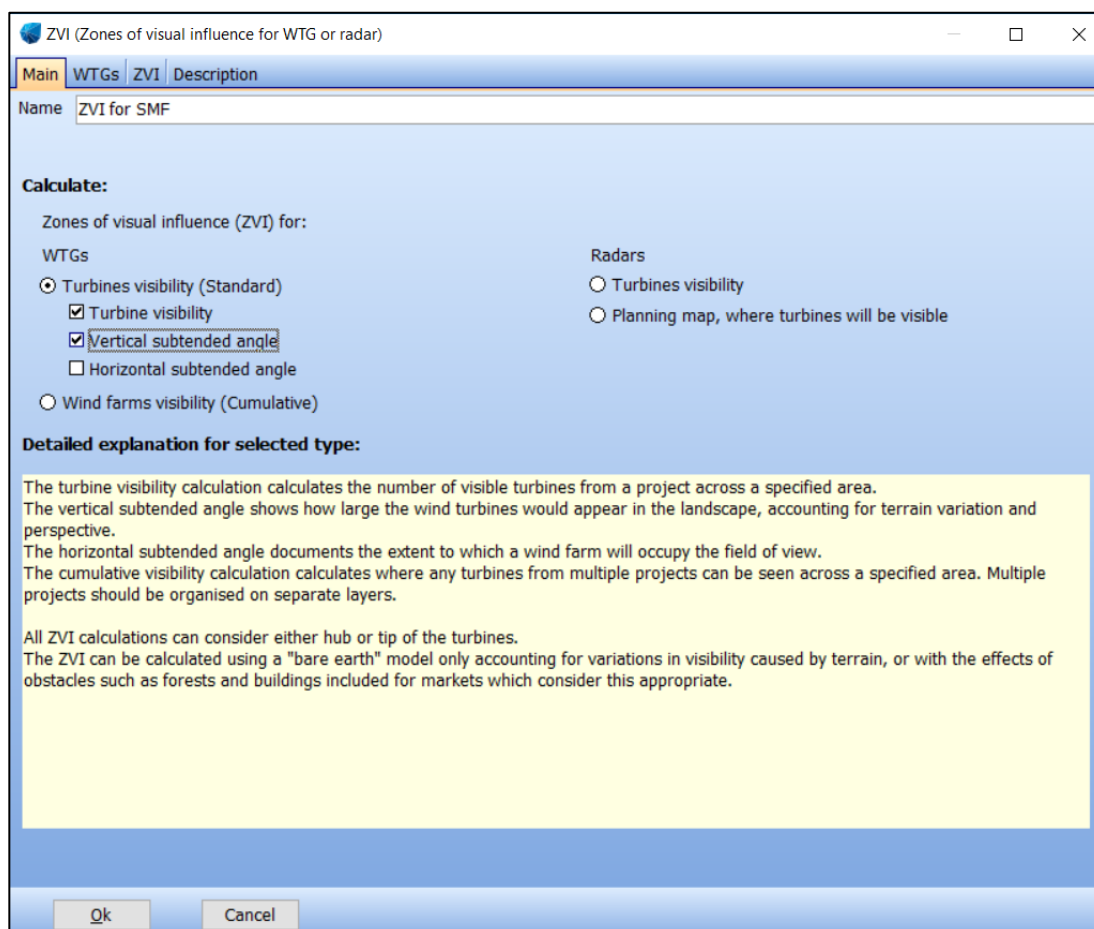 ZVI (Zones of visual influence for WTG or radar)
Main WTGs ZVI Description
Name ZVI for SMF
Calculate:
Zones of visual influence (ZVI) for:
WTGs
Turbines visibility (Standard)
Turbine visibility
Vertical subtended angle
Horizontal subtended angle
Wind farms visibility (Cumulative)
Radars
Turbines visibility
Planning map, where turbines will be visible
Detailed explanation for selected type:
The turbine visibility calculation calculates the number of visible turbines from a project across a specified area.
The vertical subtended angle shows how large the wind turbines would appear in the landscape, accounting for terrain variation and
perspective.
The horizontal subtended angle documents the extent to which a wind farm will occupy the field of view.
The cumulative visibility calculation calculates where any turbines from multiple projects can be seen across a specified area. Multiple
projects should be organised on separate layers.
All ZVI calculations can consider either hub or tip of the turbines.
The ZVI can be calculated using a "bare earth" model only accounting for variations in visibility caused by terrain, or with the effects of
obstacles such as forests and buildings included for markets which consider this appropriate.
Ok Cancel